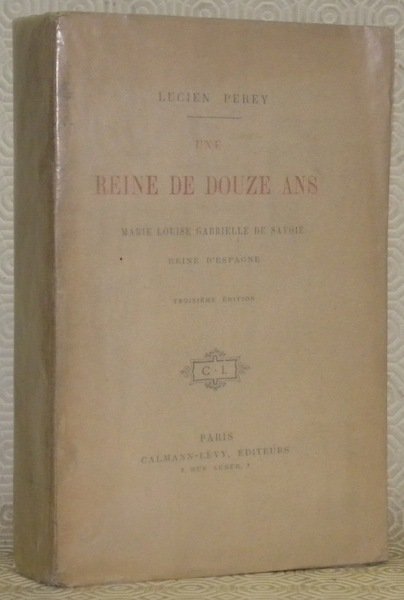 LUCIEN PEREY
UNE
REINE DE DOUZE ANS
MARIE LOUISE GABRIELLE DE SAVOIE
REINE D'ESPAGNE
TROISIÈME ÉDITION
C · L
PARIS
CALMANN-LÉVY, ÉDITEURS
3, RUE AUBER, 3